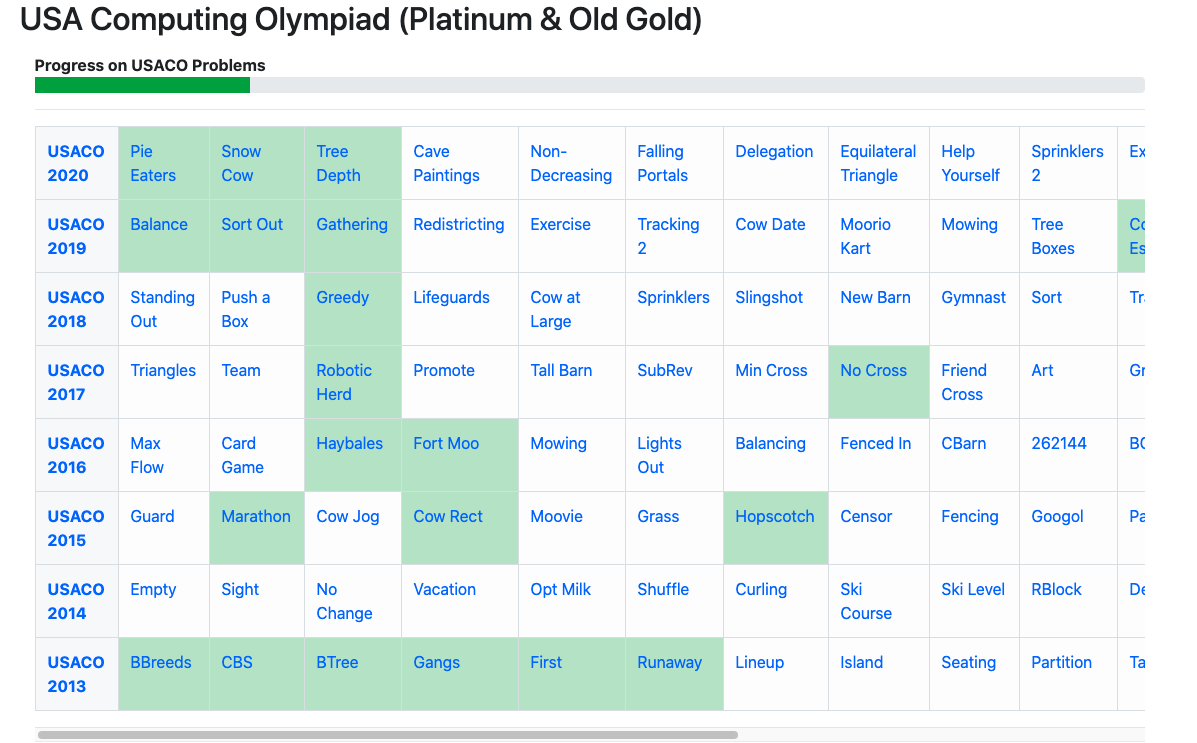 USA Computing Olympiad (Platinum & Old Gold)
Progress on USACO Problems
USACO 2020 Pie Eaters Snow Cow Tree Depth Cave Paintings Non-Decreasing Falling Portals Delegation Equilateral Triangle Help Yourself Sprinklers 2 Ex
USACO 2019 Balance Sort Out Gathering Redistricting Exercise Tracking 2 Cow Date Moorio Kart Mowing Tree Boxes Co Es
USACO 2018 Standing Out Push a Box Greedy Lifeguards Cow at Large Sprinklers Slingshot New Barn Gymnast Sort Tr
USACO 2017 Triangles Team Robotic Herd Promote Tall Barn SubRev Min Cross No Cross Friend Cross Art Gr
USACO 2016 Max Flow Card Game Haybales Fort Moo Mowing Lights Out Balancing Fenced In CBarn 262144
USACO 2015 Guard Marathon Cow Jog Cow Rect Moovie Grass Hopscotch Censor Fencing Googol Pa
USACO 2014 Empty Sight No Change Vacation Opt Milk Shuffle Curling Ski Course Ski Level RBlock De
USACO 2013 BBreeds CBS BTree Gangs First Runaway Lineup Island Seating Partition Ta